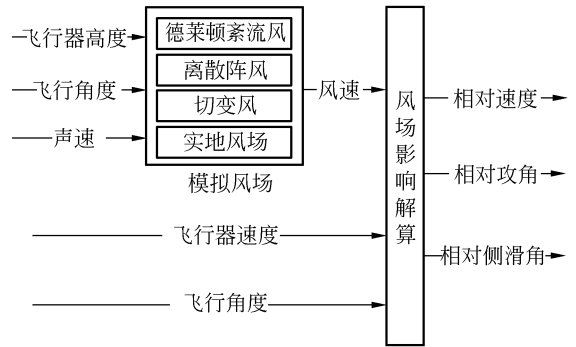 飞行器高度
飞行角度
声速
德莱顿紊流风
离散阵风
切变风
实地风场
模拟风场
风速
飞行器速度
飞行角度
风场影响解算
相对速度
相对攻角
相对侧滑角